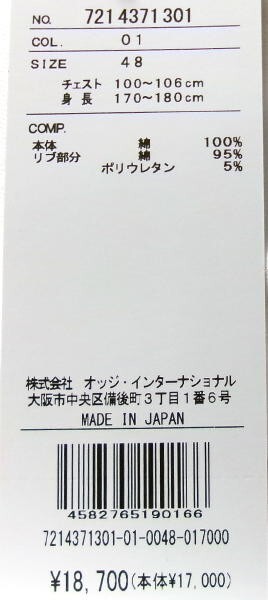 NO. 7214371301
COL. 01
SIZE 48
チェスト 100〜106cm
身 長 170〜180cm
COMP.
本体 綿 100%
リブ部分 綿 95%
ポリウレタン 5%
株式会社 オッジ・インターナショナル
大阪市中央区備後町3丁目1番6号
MADE IN JAPAN
4582765190166
7214371301-01-0048-017000
¥18,700(本体¥17,000)